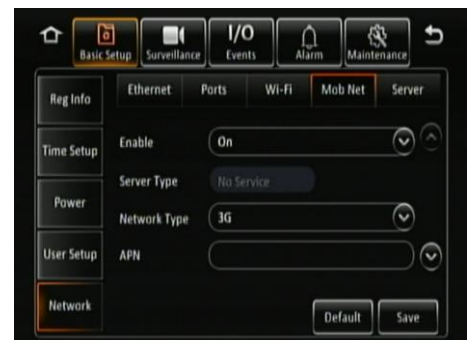 Basic Setup
Surveillance
I/O
Events
Alarm
Maintenance
Ethernet Ports Wi-Fi Mob Net Server
Reg Info
Time Setup
Power
User Setup
Network
Enable On
Server Type No Service
Network Type 3G
APN
Default Save